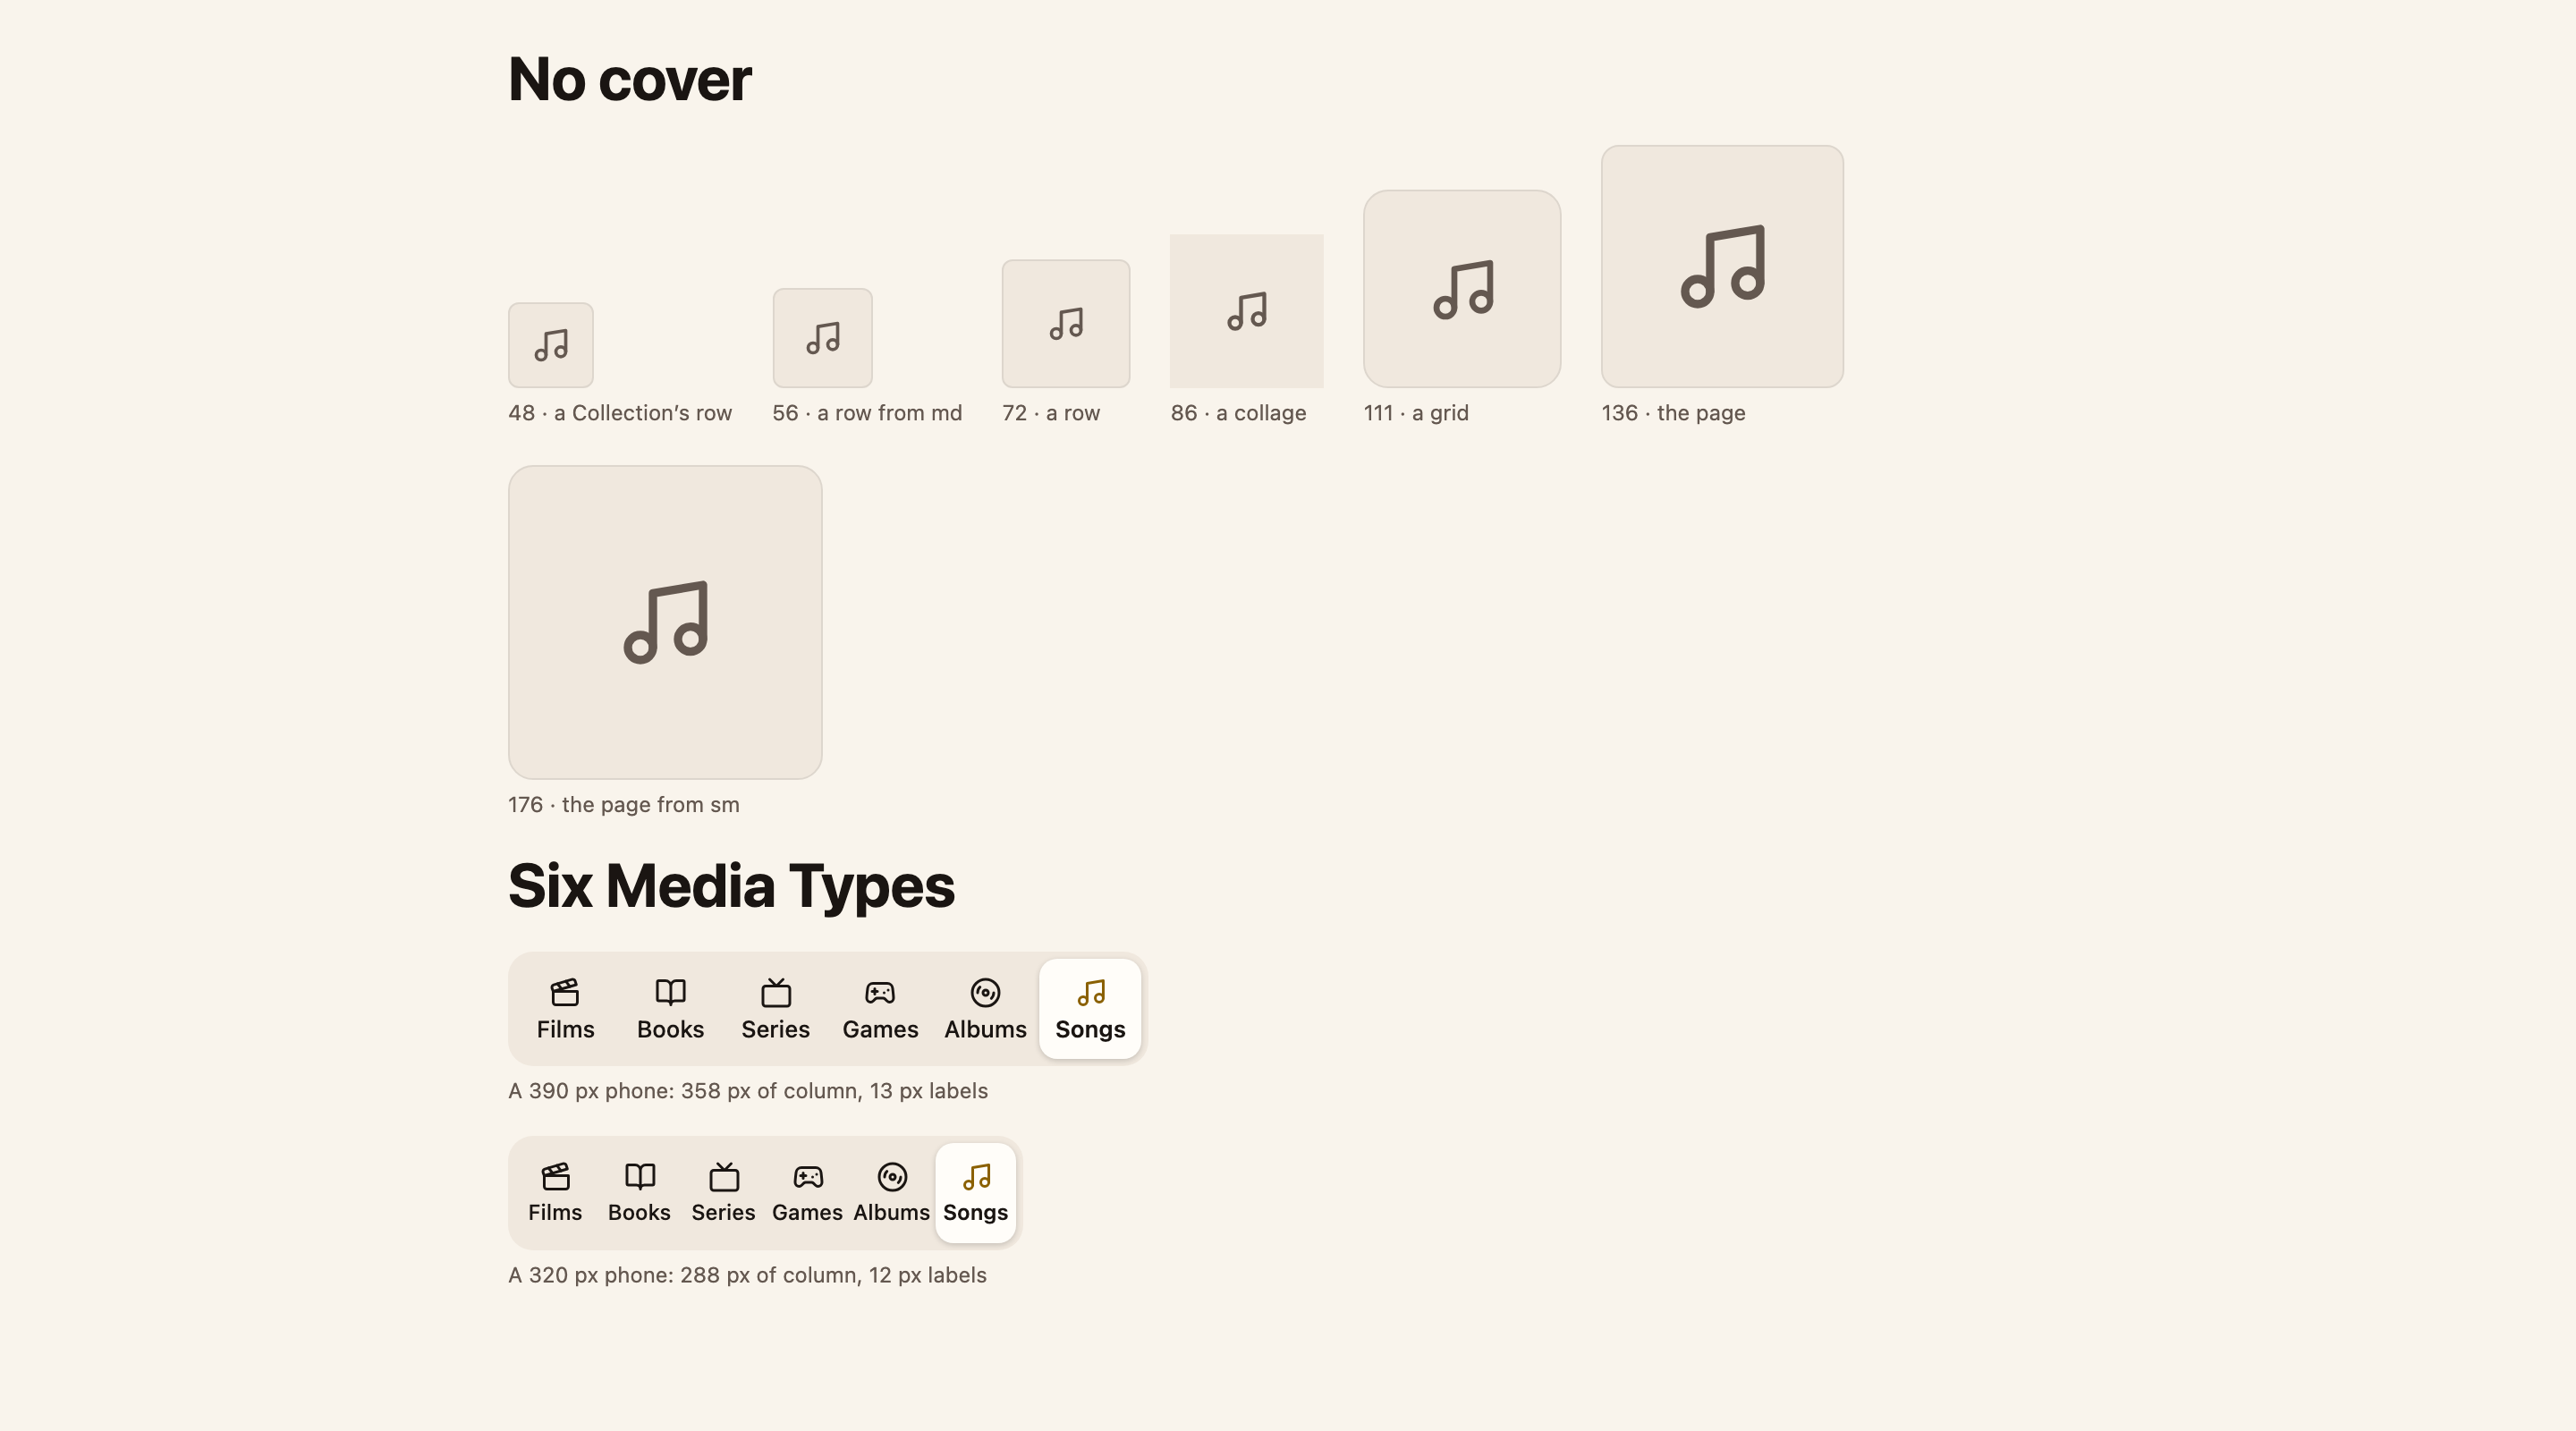 No cover
48 · a Collection’s row
56 · a row from md
72 · a row
86 · a collage
111 · a grid
136 · the page
176 · the page from sm
Six Media Types
Films
Books
Series
Games
Albums
Songs
A 390 px phone: 358 px of column, 13 px labels
Films
Books
Series
Games
Albums
Songs
A 320 px phone: 288 px of column, 12 px labels